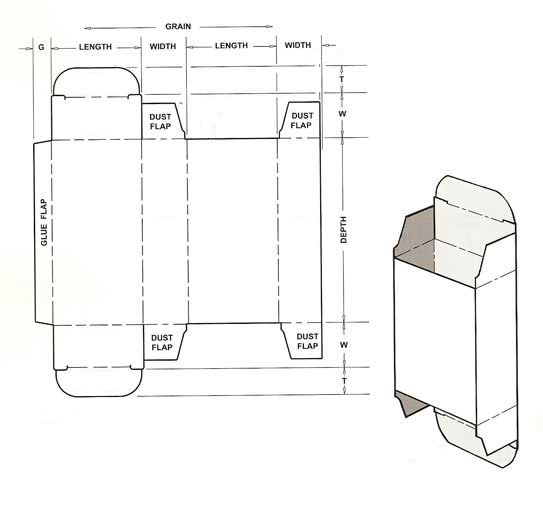 GRAIN
G LENGTH WIDTH LENGTH WIDTH
T
DUST
FLAP
DUST
FLAP
W
GLUE FLAP
DEPTH
DUST
FLAP
DUST
FLAP
W
T